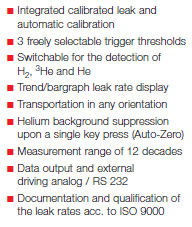 ■ Integrated calibrated leak and
automatic calibration
■ 3 freely selectable trigger thresholds
■ Switchable for the detection of
H₂, ³He and He
■ Trend/bargraph leak rate display
■ Transportation in any orientation
■ Helium background suppression
upon a single key press (Auto-Zero)
■ Measurement range of 12 decades
■ Data output and external
driving analog / RS 232
■ Documentation and qualification of
the leak rates acc. to ISO 9000